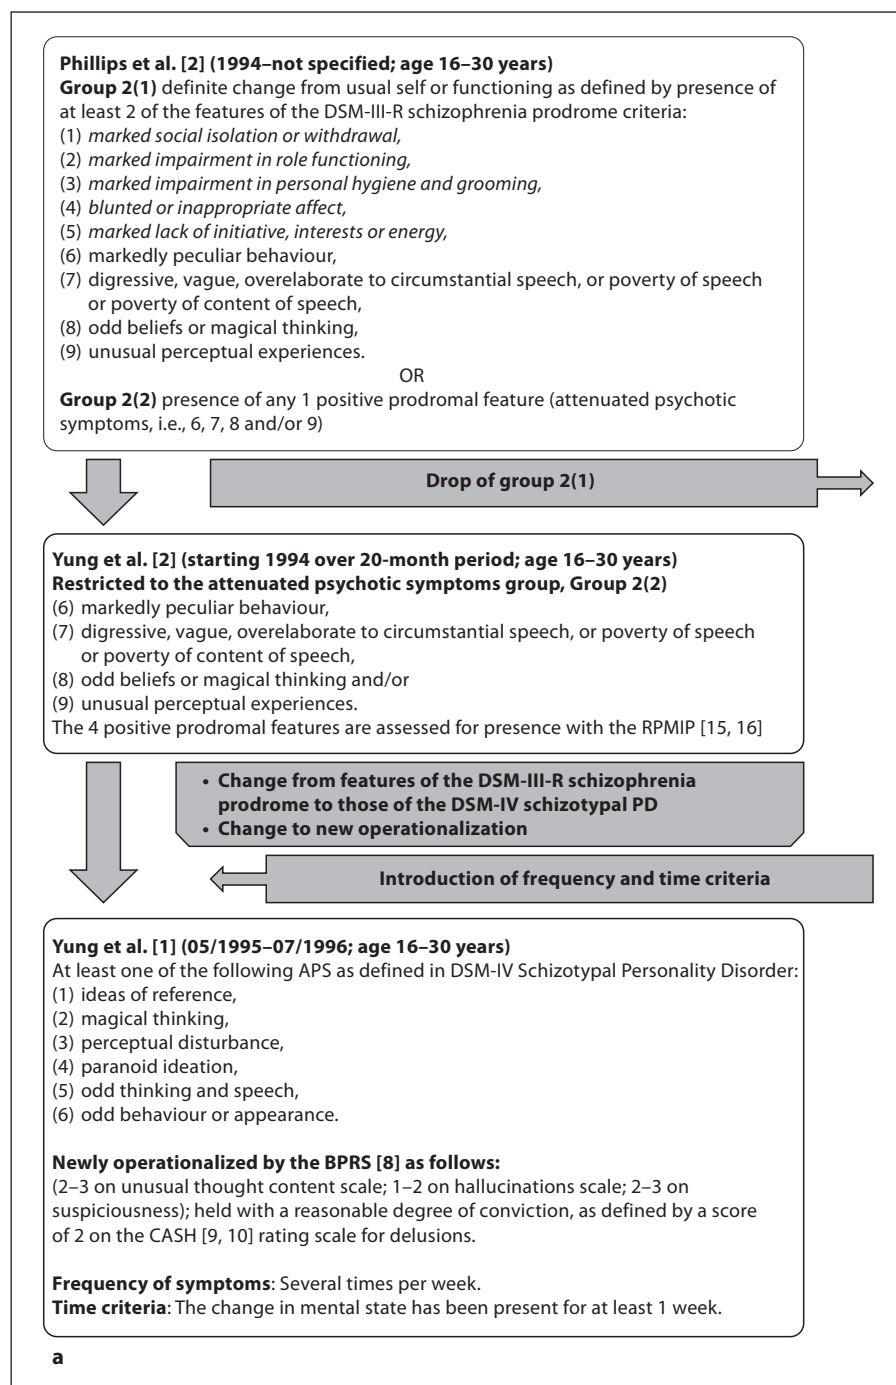 Phillips et al. [2] (1994–not specified; age 16–30 years)
Group 2(1) definite change from usual self or functioning as defined by presence of
at least 2 of the features of the DSM-III-R schizophrenia prodrome criteria:
(1) marked social isolation or withdrawal,
(2) marked impairment in role functioning,
(3) marked impairment in personal hygiene and grooming,
(4) blunted or inappropriate affect,
(5) marked lack of initiative, interests or energy,
(6) markedly peculiar behaviour,
(7) digressive, vague, overelaborate to circumstantial speech, or poverty of speech
or poverty of content of speech,
(8) odd beliefs or magical thinking,
(9) unusual perceptual experiences.
OR
Group 2(2) presence of any 1 positive prodromal feature (attenuated psychotic
symptoms, i.e., 6, 7, 8 and/or 9)
Drop of group 2(1)
Yung et al. [2] (starting 1994 over 20-month period; age 16–30 years)
Restricted to the attenuated psychotic symptoms group, Group 2(2)
(6) markedly peculiar behaviour,
(7) digressive, vague, overelaborate to circumstantial speech, or poverty of speech
or poverty of content of speech,
(8) odd beliefs or magical thinking and/or
(9) unusual perceptual experiences.
The 4 positive prodromal features are assessed for presence with the RPMIP [15, 16]
• Change from features of the DSM-III-R schizophrenia
prodrome to those of the DSM-IV schizotypal PD
• Change to new operationalization
Introduction of frequency and time criteria
Yung et al. [1] (05/1995–07/1996; age 16–30 years)
At least one of the following APS as defined in DSM-IV Schizotypal Personality Disorder:
(1) ideas of reference,
(2) magical thinking,
(3) perceptual disturbance,
(4) paranoid ideation,
(5) odd thinking and speech,
(6) odd behaviour or appearance.
Newly operationalized by the BPRS [8] as follows:
(2–3 on unusual thought content scale; 1–2 on hallucinations scale; 2–3 on
suspiciousness); held with a reasonable degree of conviction, as defined by a score
of 2 on the CASH [9, 10] rating scale for delusions.
Frequency of symptoms: Several times per week.
Time criteria: The change in mental state has been present for at least 1 week.
a